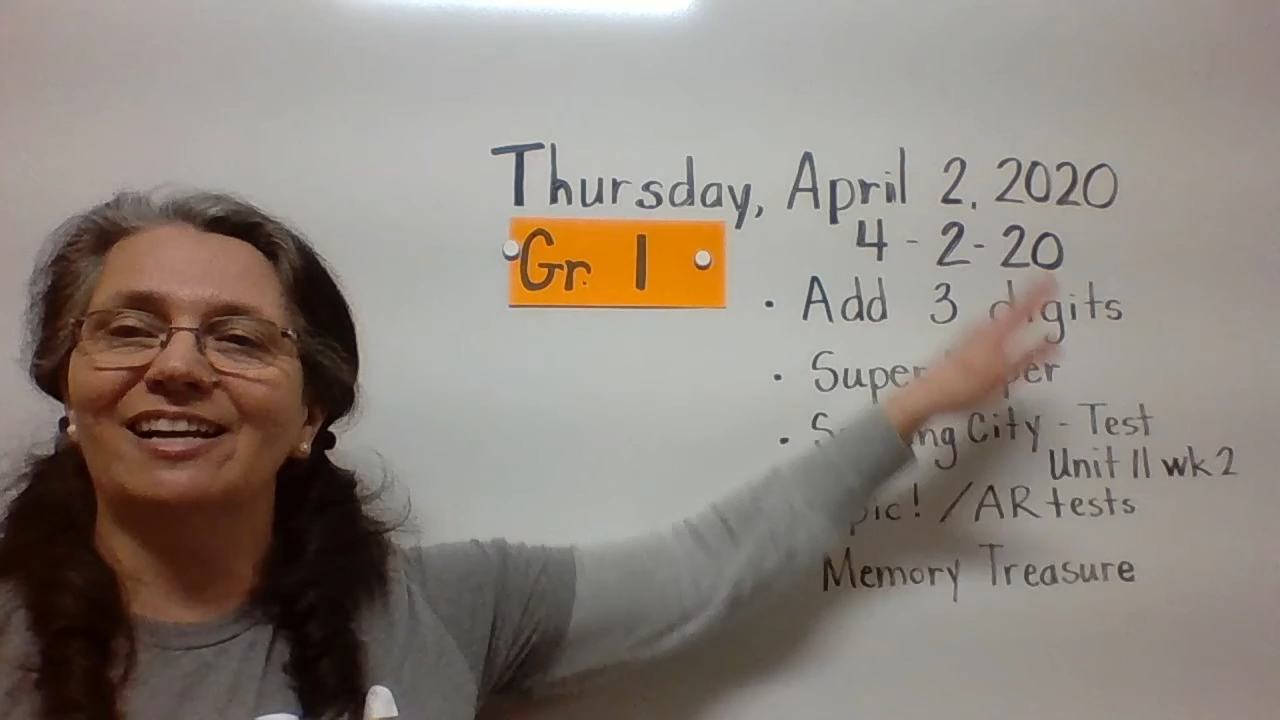 Thursday, April 2, 2020
Gr. 1
4-2-20
• Add 3 digits
• Super
• City - Test
Unit 11 wk 2
! / AR tests
Memory Treasure